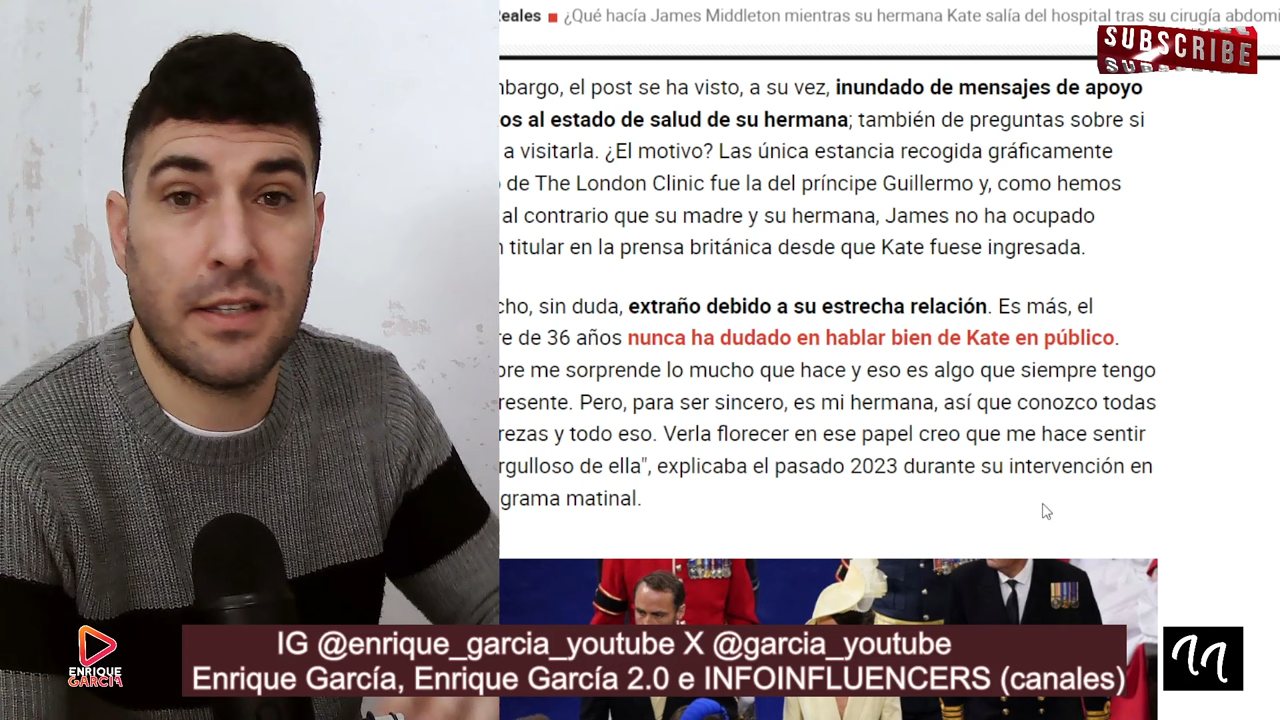 Reales ■ ¿Qué hacía James Middleton mientras su hermana Kate salía del hospital tras su cirugía abdomi
SUBSCRIBE
mbargo, el post se ha visto, a su vez, inundado de mensajes de apoyo
os al estado de salud de su hermana; también de preguntas sobre si
a visitarla. ¿El motivo? Las única estancia recogida gráficamente
de The London Clinic fue la del príncipe Guillermo y, como hemos
al contrario que su madre y su hermana, James no ha ocupado
n titular en la prensa británica desde que Kate fuese ingresada.
cho, sin duda, extraño debido a su estrecha relación. Es más, el
re de 36 años nunca ha dudado en hablar bien de Kate en público.
pre me sorprende lo mucho que hace y eso es algo que siempre tengo
resente. Pero, para ser sincero, es mi hermana, así que conozco todas
rezas y todo eso. Verla florecer en ese papel creo que me hace sentir
rgulloso de ella", explicaba el pasado 2023 durante su intervención en
grama matinal.
IG @enrique_garcia_youtube X @garcia_youtube
Enrique García, Enrique García 2.0 e INFOINFLUENCERS (canales)
ENRIQUE
GARCÍA